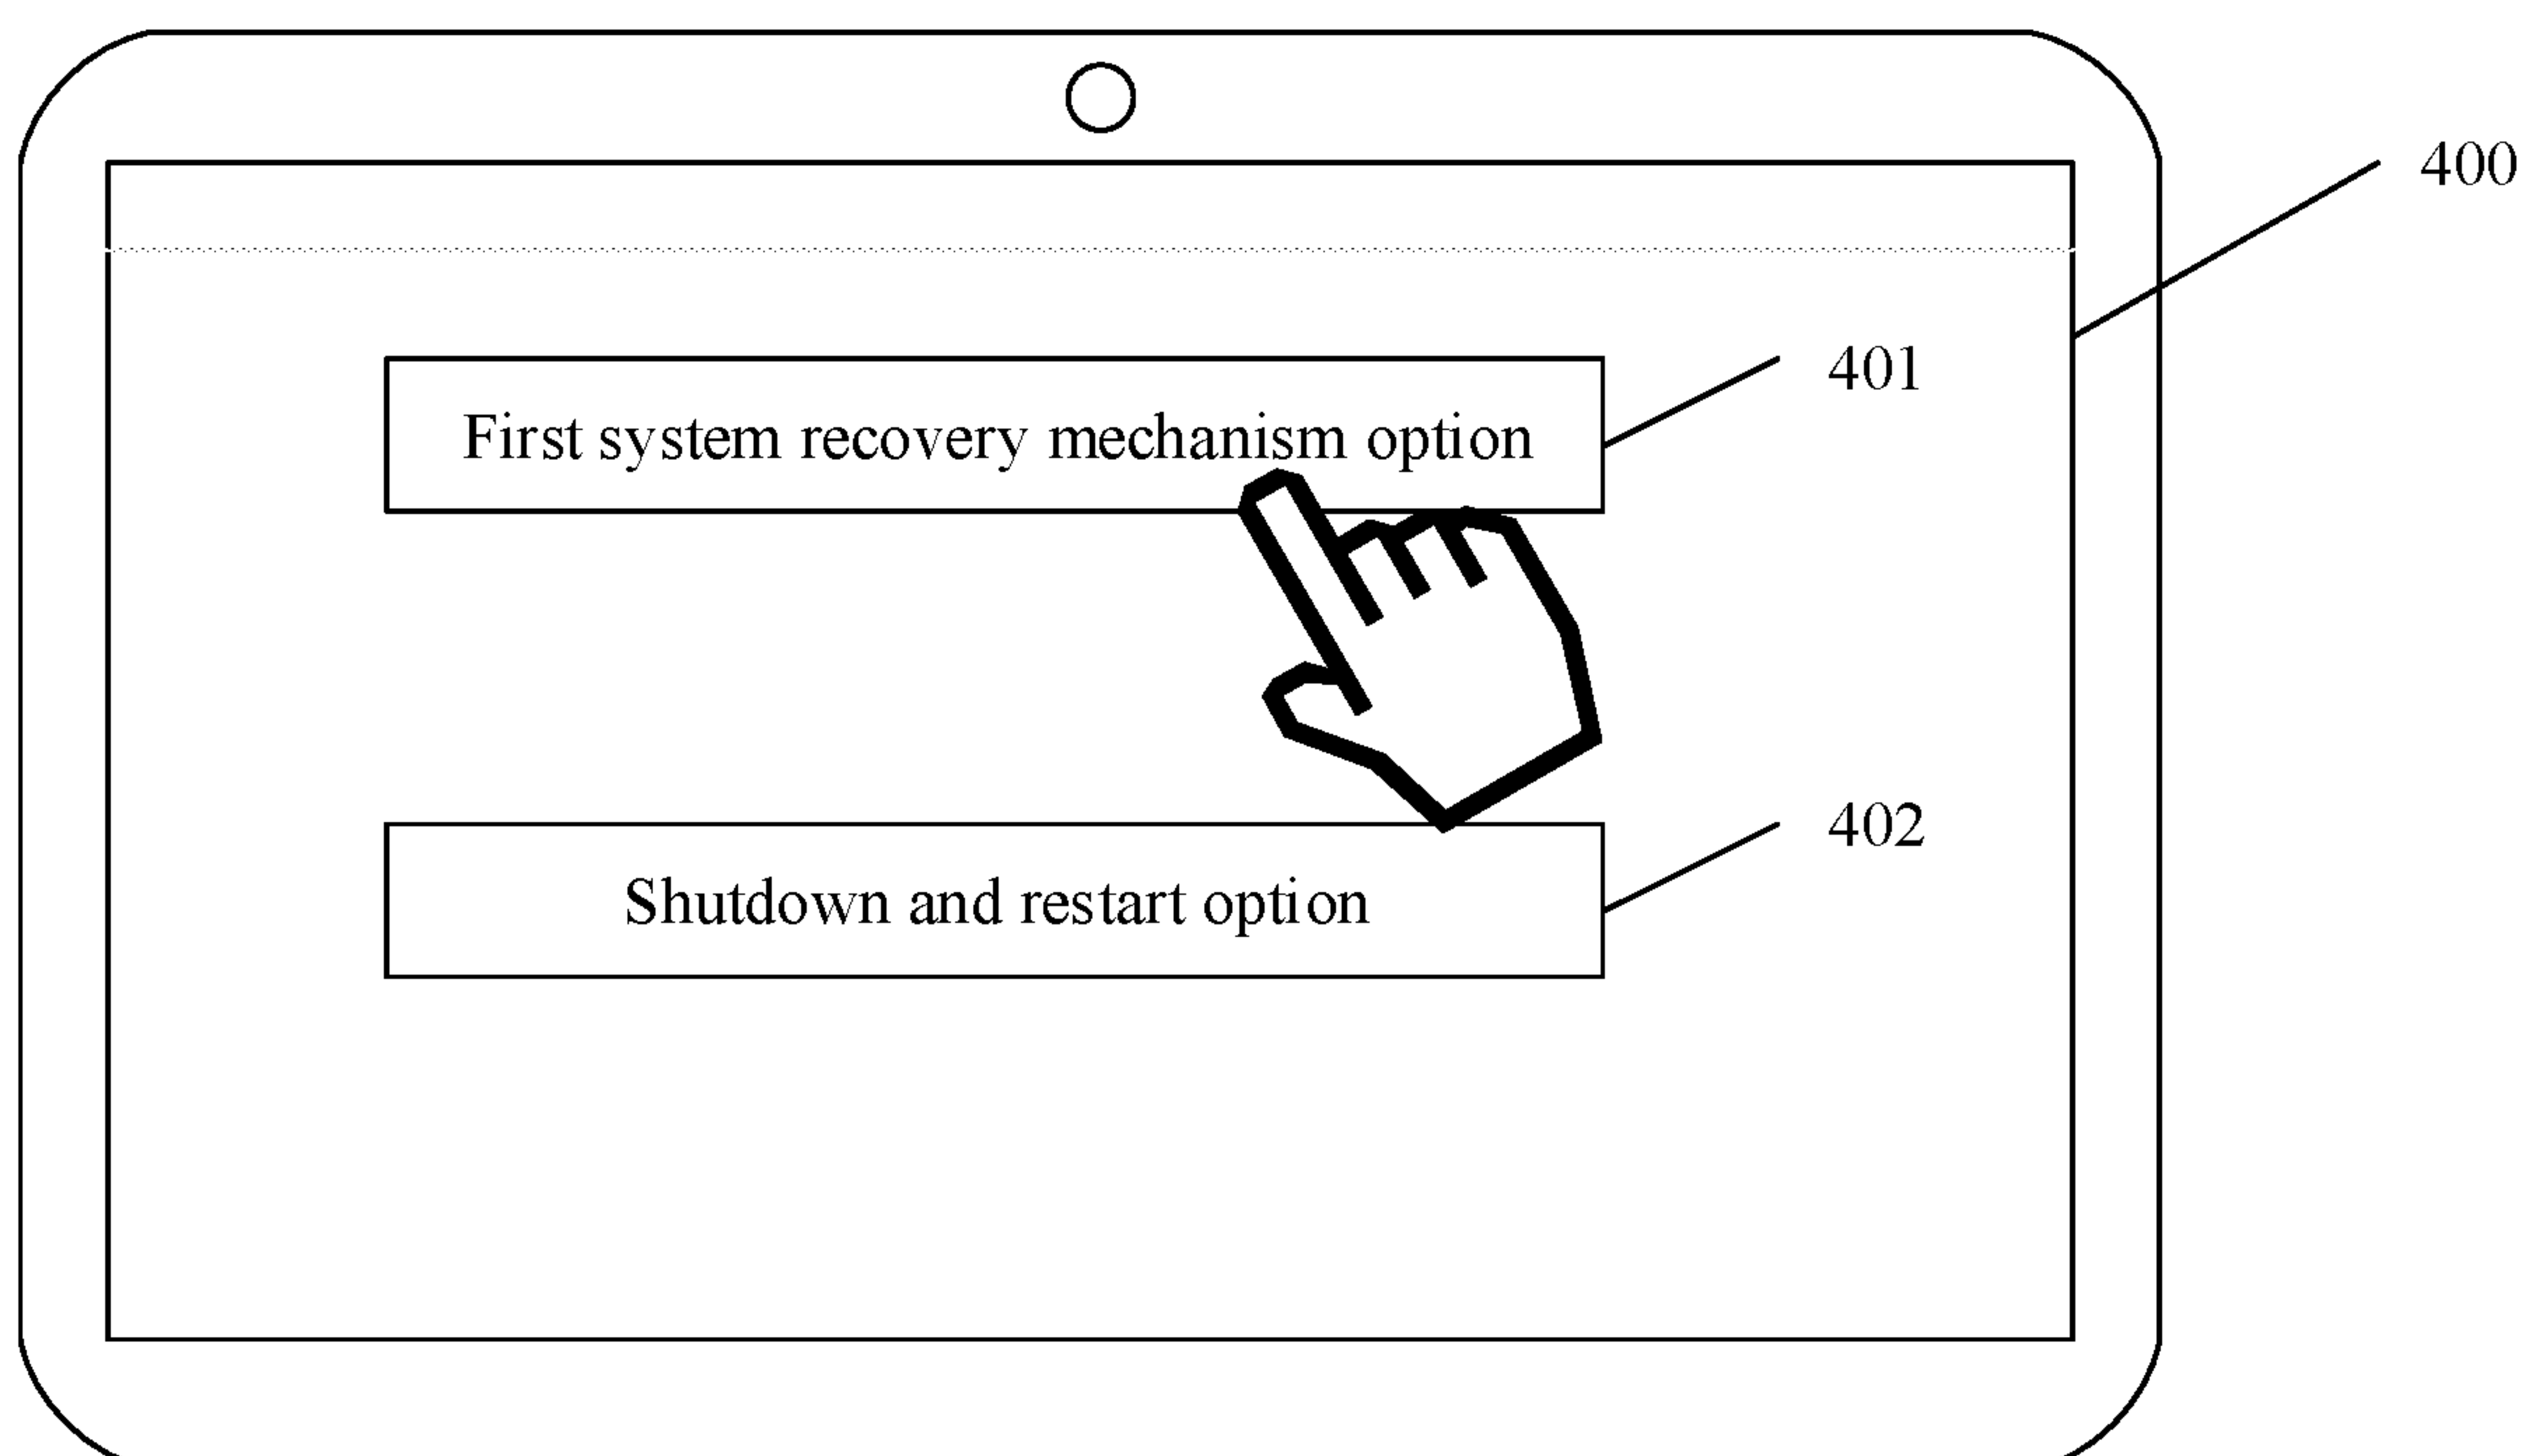 400
401
First system recovery mechanism option
402
Shutdown and restart option